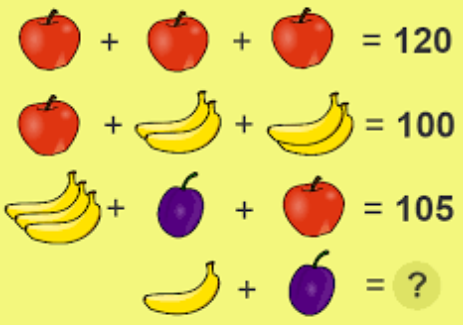 + + = 120
+ + = 100
+ + = 105
+ = ?